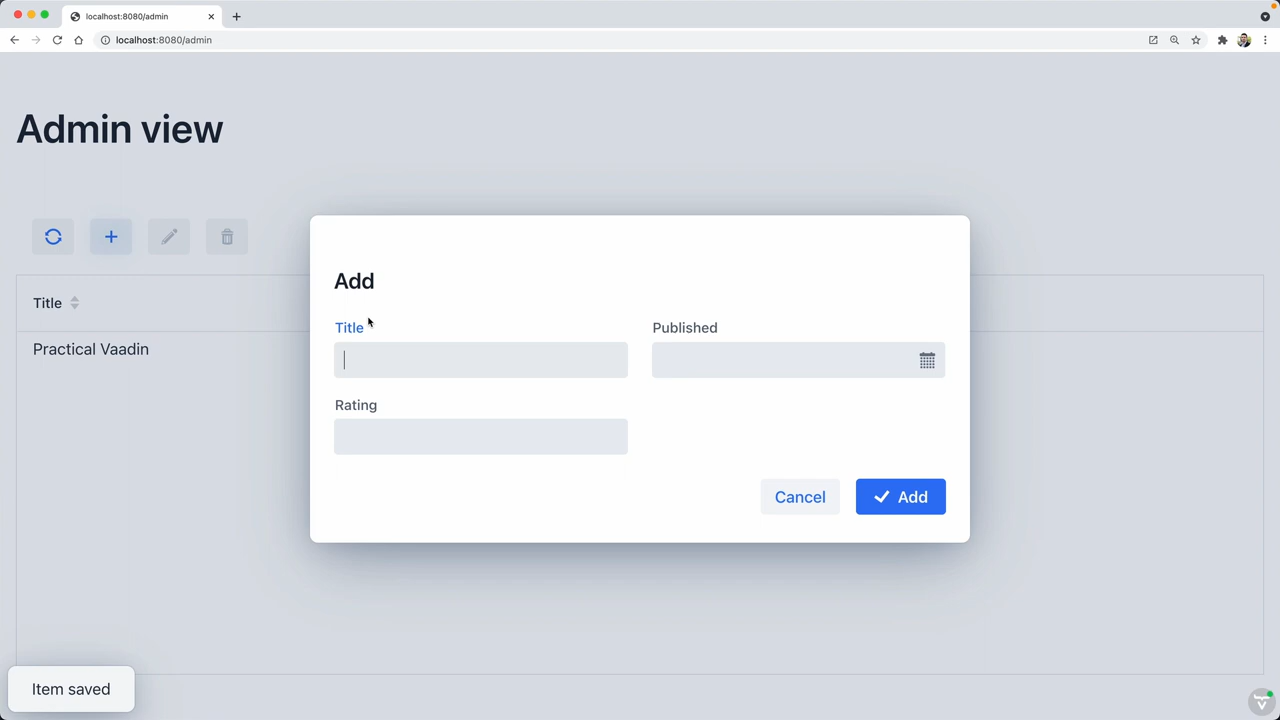 localhost:8080/admin
localhost:8080/admin
Admin view
Add
Title
Title
Published
Practical Vaadin
Rating
Cancel
Add
Item saved